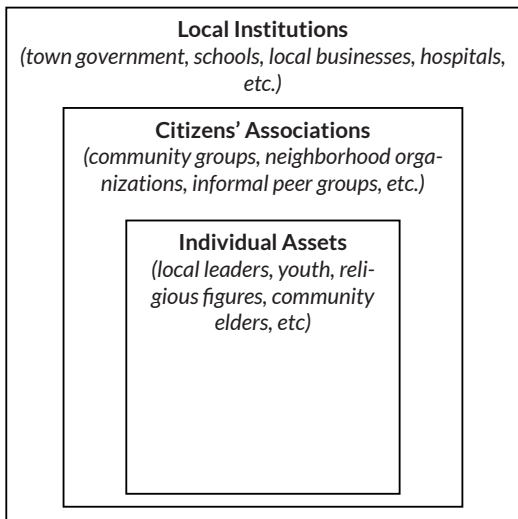 Local Institutions
(town government, schools, local businesses, hospitals,
etc.)
Citizens’ Associations
(community groups, neighborhood orga-
nizations, informal peer groups, etc.)
Individual Assets
(local leaders, youth, reli-
gious figures, community
elders, etc)